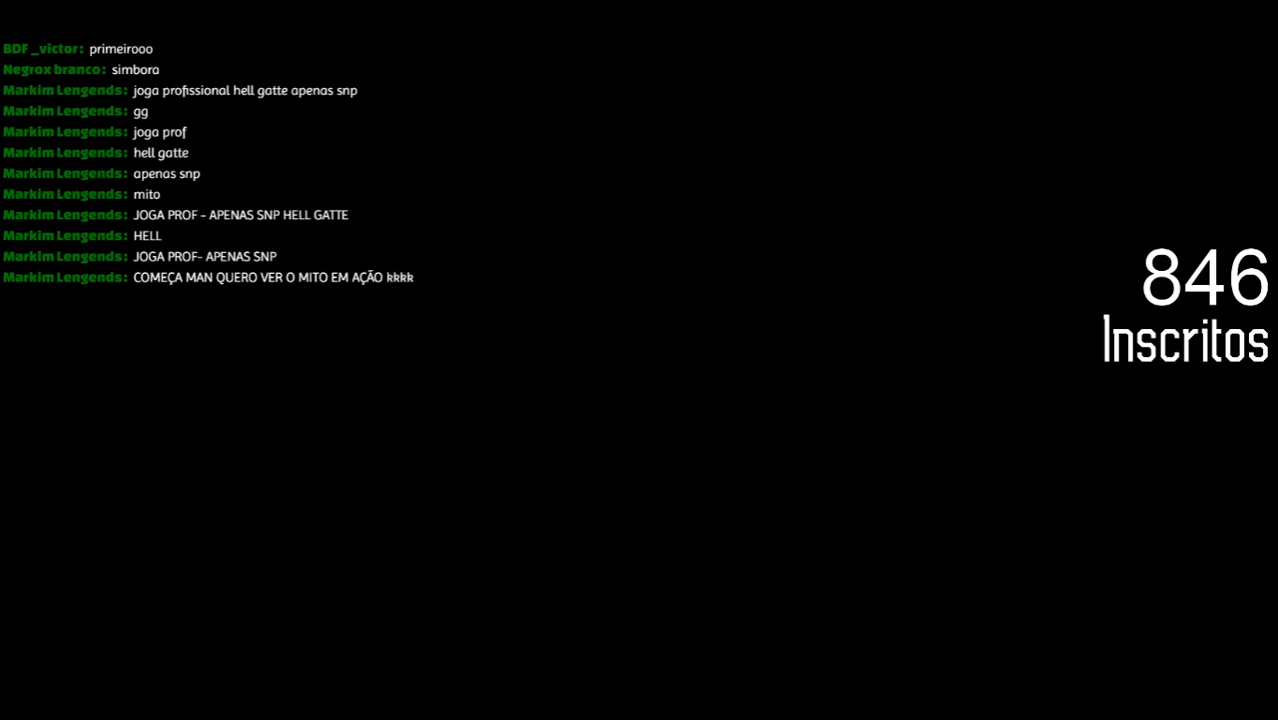 BDF_victor: primeirooo
Negrox branco: simbora
Markim Lengends: joga profissional hell gatte apenas snp
Markim Lengends: gg
Markim Lengends: joga prof
Markim Lengends: hell gatte
Markim Lengends: apenas snp
Markim Lengends: mito
Markim Lengends: JOGA PROF - APENAS SNP HELL GATTE
Markim Lengends: HELL
Markim Lengends: JOGA PROF- APENAS SNP
Markim Lengends: COMEÇA MAN QUERO VER O MITO EM AÇÃO kkkk
846
Inscritos